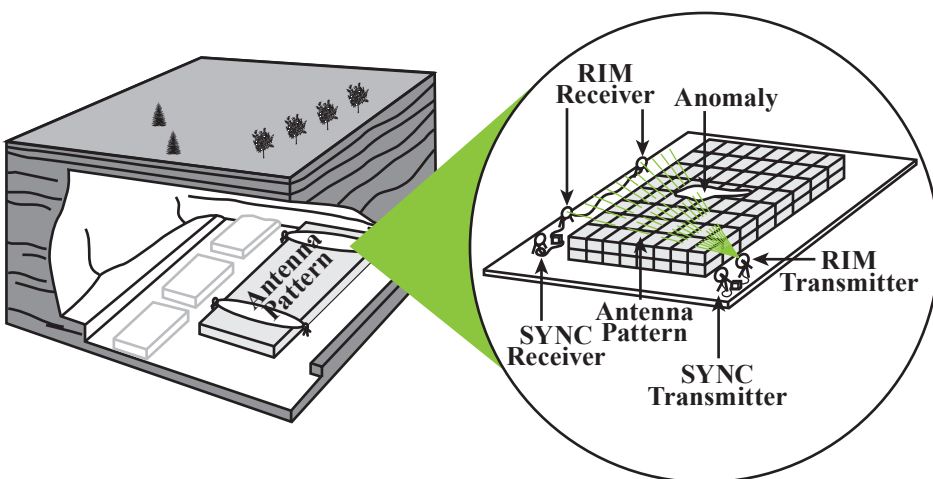 Antenna
Pattern
RIM
Receiver
Anomaly
RIM
Transmitter
Antenna
Pattern
SYNC
Receiver
SYNC
Transmitter